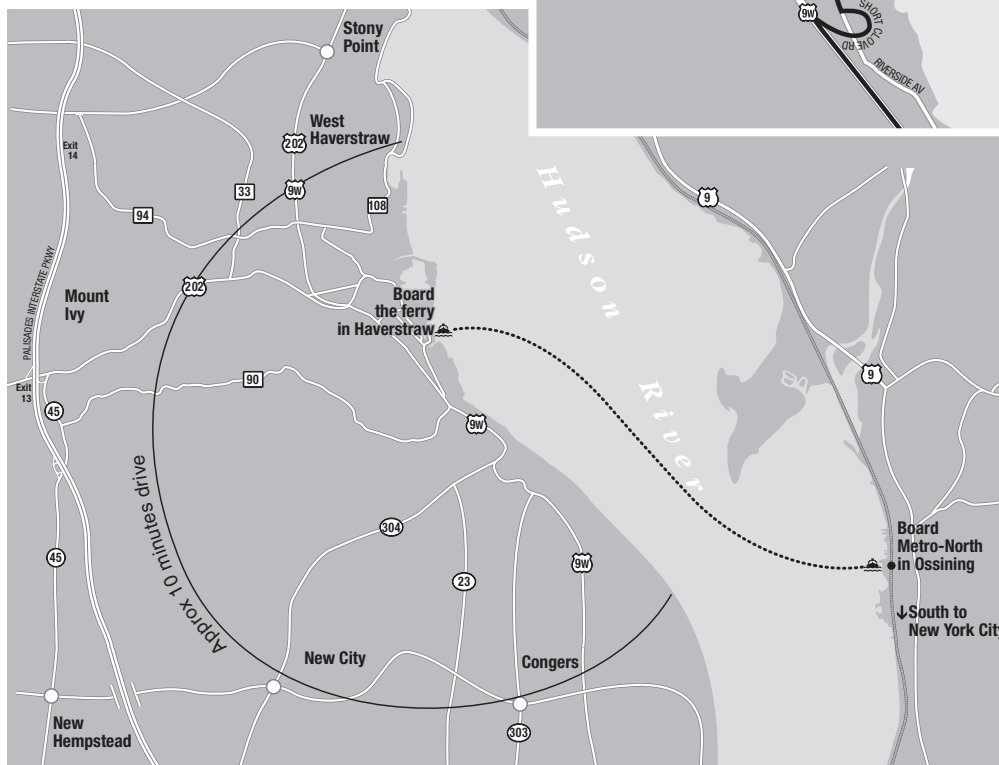 9W
SHORT CLOVE RD
RIVERSIDE AV
Stony
Point
West
Haverstraw
202
9W
Exit
14
33
108
94
Hudson
River
9
PALISADES INTERSTATE PKWY
Mount
Ivy
202
Board
the ferry
in Haverstraw
Exit
13
90
45
9
9W
Approx 10 minutes drive
304
45
23
9W
Board
Metro-North
in Ossining
↓South to
New York City
New City
Congers
New
Hempstead
303